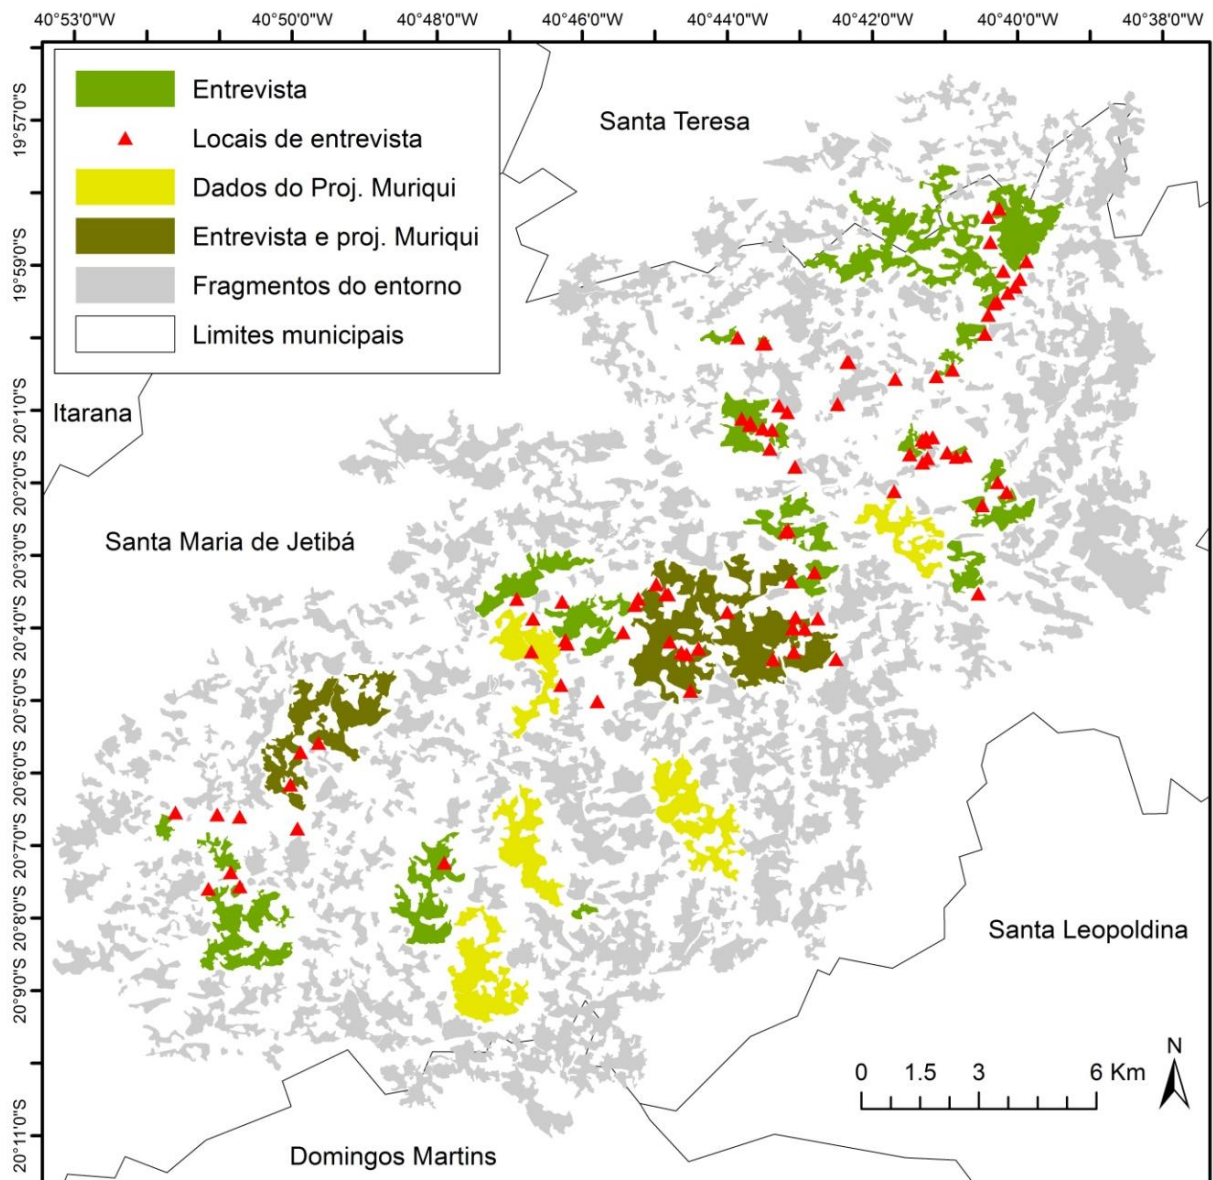 40°53'0"W 40°50'0"W 40°48'0"W 40°46'0"W 40°44'0"W 40°42'0"W 40°40'0"W 40°38'0"W
Entrevista
Locais de entrevista
Dados do Proj. Muriqui
Entrevista e proj. Muriqui
Fragmentos do entorno
Limites municipais
19°57'0"S
19°59'0"S
20°1'0"S
20°2'0"S
20°3'0"S
20°4'0"S
20°5'0"S
20°6'0"S
20°7'0"S
20°8'0"S
20°9'0"S
20°11'0"S
Santa Teresa
Itarana
Santa Maria de Jetibá
Santa Leopoldina
Domingos Martins
N
0 1.5 3 6 Km